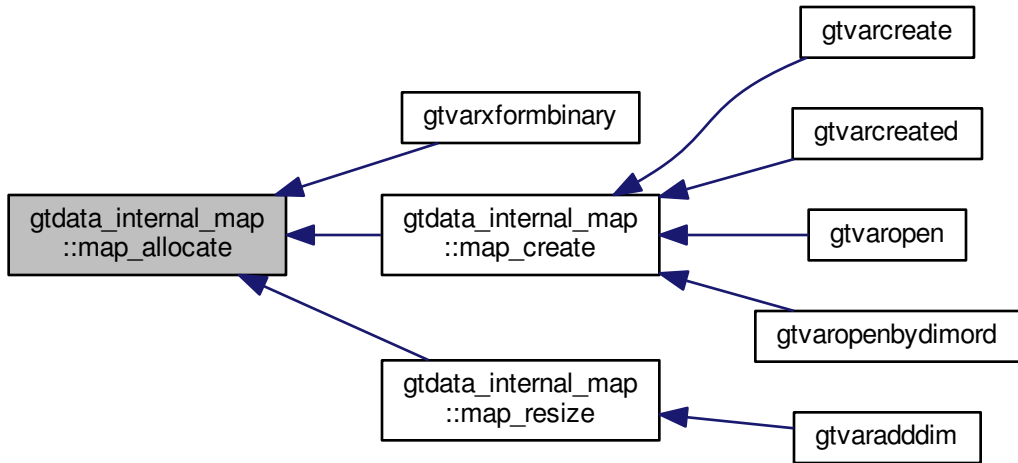 gtvarcreate
gtvarxformbinary
gtvarcreated
gtdata_internal_map
::map_allocate
gtdata_internal_map
::map_create
gtvaropen
gtvaropenbydimord
gtdata_internal_map
::map_resize
gtvaradddim